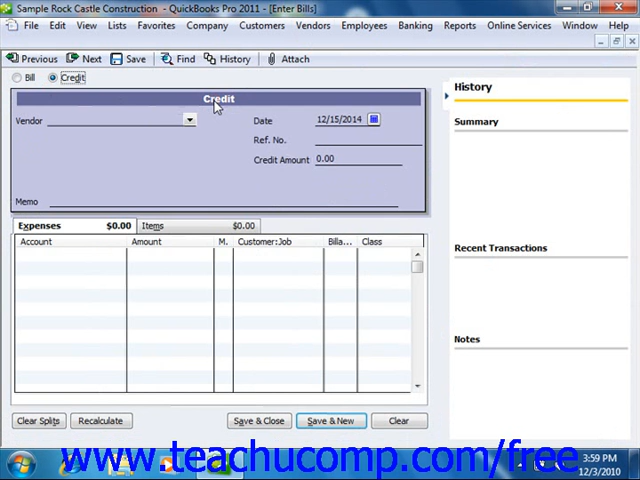 Sample Rock Castle Construction - QuickBooks Pro 2011 - [Enter Bills]
File Edit View Lists Favorites Company Customers Vendors Employees Banking Reports Online Services Window Help
Previous Next Save Find History Attach
Bill Credit
Credit
Vendor Date 12/15/2014
Ref. No.
Credit Amount 0.00
Memo
Expenses $0.00 Items $0.00
Account Amount M. Customer:Job Billa... Class
Clear Splits Recalculate Save & Close Save & New Clear
History
Summary
Recent Transactions
Notes
www.teachucomp.com/free
3:59 PM
12/3/2010